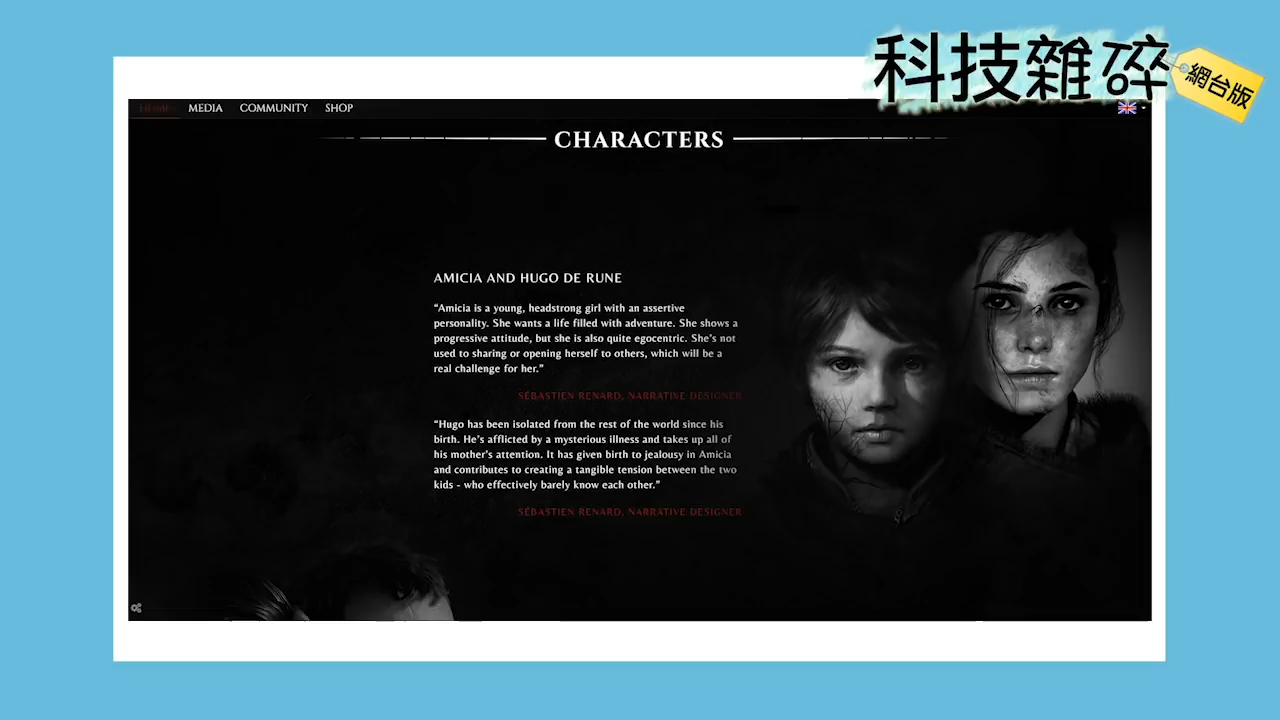 科技雜碎
網台版
HOME MEDIA COMMUNITY SHOP
CHARACTERS
AMICIA AND HUGO DE RUNE
“Amicia is a young, headstrong girl with an assertive
personality. She wants a life filled with adventure. She shows a
progressive attitude, but she is also quite egocentric. She’s not
used to sharing or opening herself to others, which will be a
real challenge for her.”
SÉBASTIEN RENARD, NARRATIVE DESIGNER
“Hugo has been isolated from the rest of the world since his
birth. He’s afflicted by a mysterious illness and takes up all of
his mother’s attention. It has given birth to jealousy in Amicia
and contributes to creating a tangible tension between the two
kids - who effectively barely know each other.”
SÉBASTIEN RENARD, NARRATIVE DESIGNER